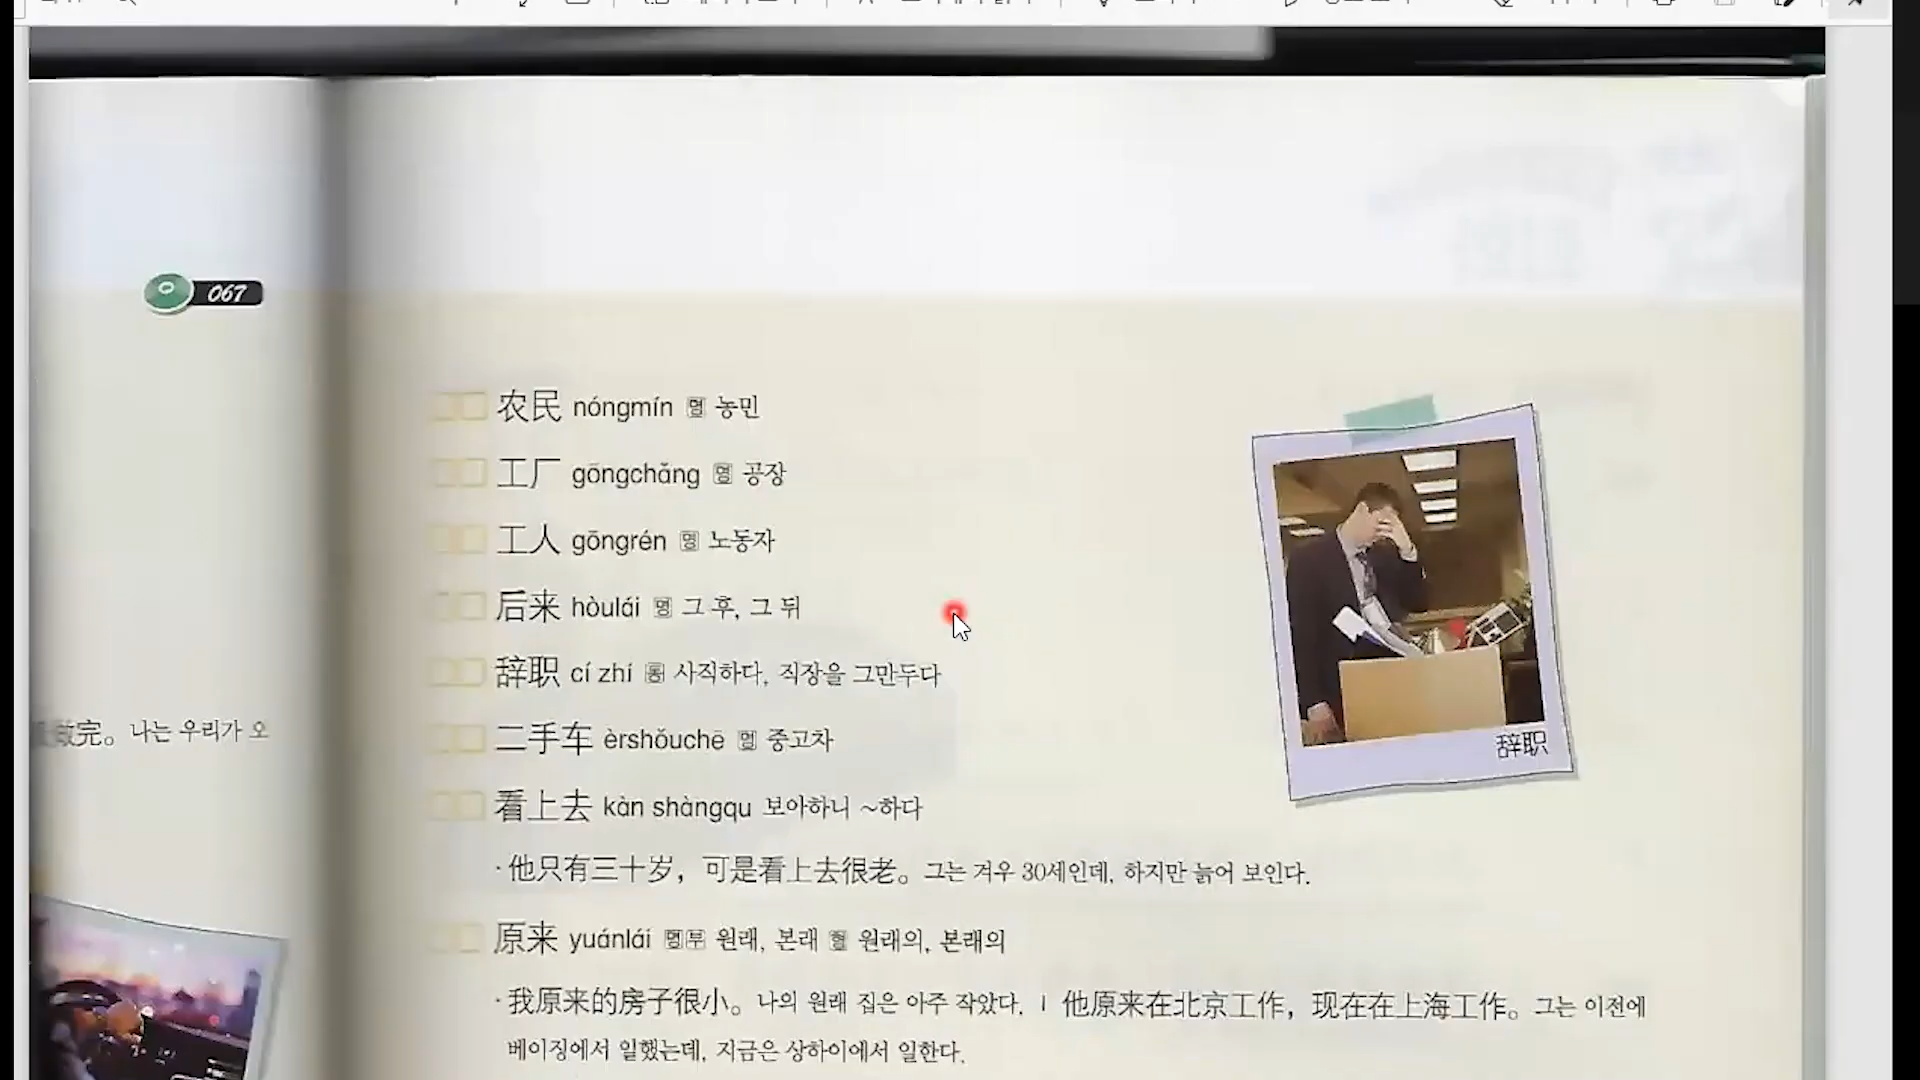 067
农民 nóngmín 명 농민
工厂 gōngchǎng 명 공장
工人 gōngrén 명 노동자
后来 hòulái 명 그 후, 그 뒤
辞职 cí zhí 동 사직하다, 직장을 그만두다
二手车 èrshǒuchē 명 중고차
看上去 kàn shàngqu 보아하니 ~하다
·他只有三十岁，可是看上去很老。그는 겨우 30세인데, 하지만 늙어 보인다.
原来 yuánlái 명부 원래, 본래 형 원래의, 본래의
·我原来的房子很小。나의 원래 집은 아주 작았다. | 他原来在北京工作，现在在上海工作。그는 이전에
베이징에서 일했는데, 지금은 상하이에서 일한다.
辞职
做完。나는 우리가 오